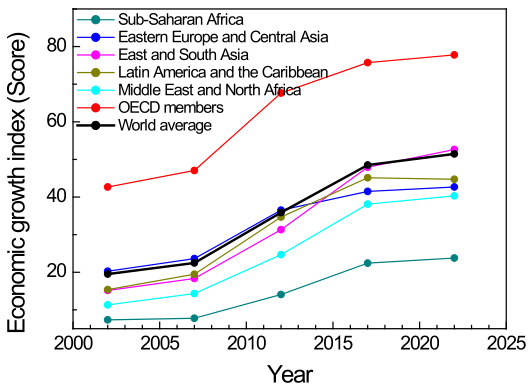 Sub-Saharan Africa
Eastern Europe and Central Asia
East and South Asia
Latin America and the Caribbean
Middle East and North Africa
OECD members
World average
80
60
40
20
Economic growth index (Score)
2000
2005
2010
2015
2020
2025
Year